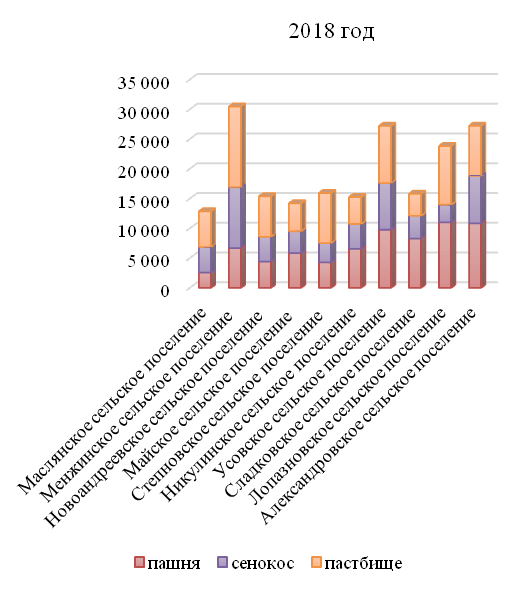 2018 год
35 000
30 000
25 000
20 000
15 000
10 000
5 000
0
Маслянское сельское поселение
Менжинское сельское поселение
Новоандреевское сельское поселение
Майское сельское поселение
Степновское сельское поселение
Никулинское сельское поселение
Усовское сельское поселение
Сладковское сельское поселение
Лопазновское сельское поселение
Александровское сельское поселение
пашня сенокос пастбище